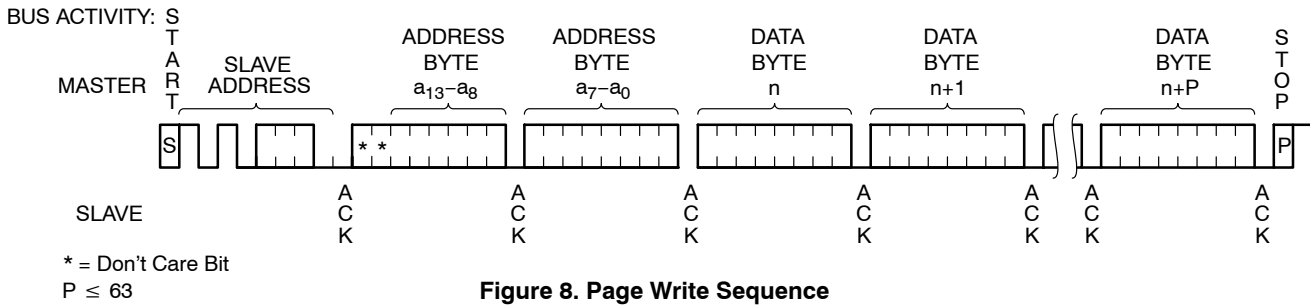 BUS ACTIVITY:
MASTER
START
SLAVE
ADDRESS
ADDRESS
BYTE
a₁₃−a₈
ADDRESS
BYTE
a₇−a₀
DATA
BYTE
n
DATA
BYTE
n+1
DATA
BYTE
n+P
STOP
S
* *
P
SLAVE
ACK
ACK
ACK
ACK
ACK
ACK
ACK
* = Don't Care Bit
P ≤ 63
Figure 8. Page Write Sequence